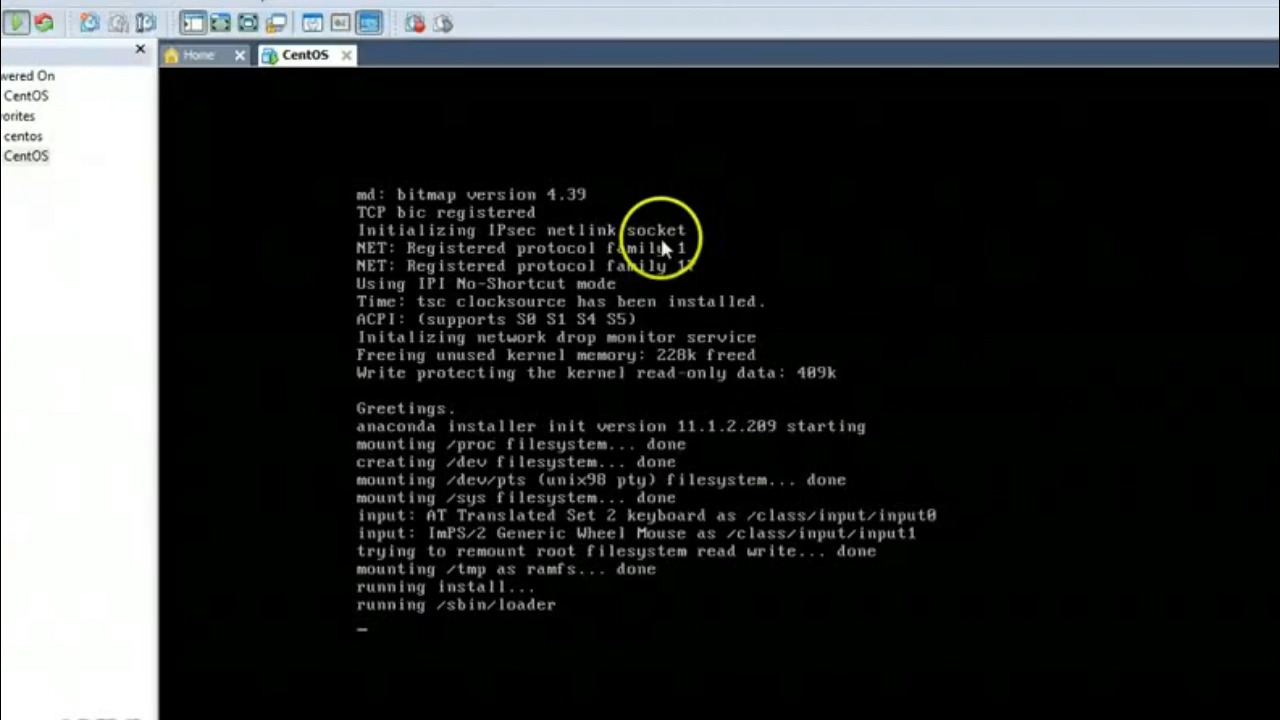 Home
CentOS
wered On
CentOS
orites
centos
CentOS
md: bitmap version 4.39
TCP bic registered
Initializing IPsec netlink socket
NET: Registered protocol family 1
NET: Registered protocol family 17
Using IPI No-Shortcut mode
Time: tsc clocksource has been installed.
ACPI: (supports S0 S1 S4 S5)
Initalizing network drop monitor service
Freeing unused kernel memory: 228k freed
Write protecting the kernel read-only data: 409k
Greetings.
anaconda installer init version 11.1.2.209 starting
mounting /proc filesystem... done
creating /dev filesystem... done
mounting /dev/pts (unix98 pty) filesystem... done
mounting /sys filesystem... done
input: AT Translated Set 2 keyboard as /class/input/input0
input: ImPS/2 Generic Wheel Mouse as /class/input/input1
trying to remount root filesystem read write... done
mounting /tmp as ramfs... done
running install...
running /sbin/loader